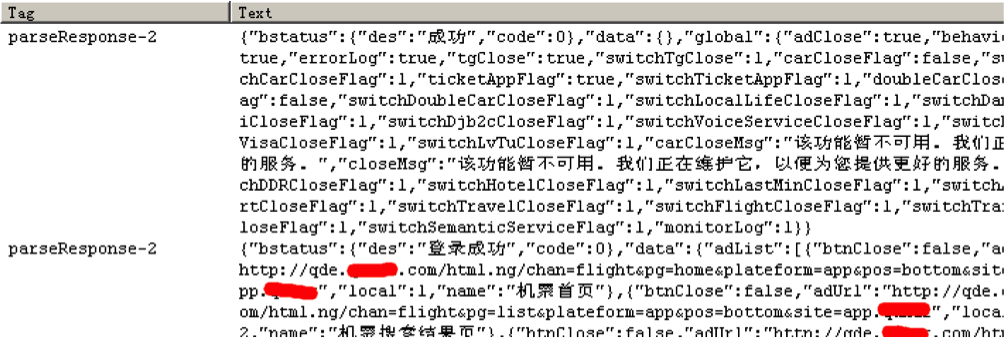 Tag Text
parseResponse-2 {"bstatus":{"des":"成功","code":0},"data":{},"global":{"adClose":true,"behavi
true,"errorLog":true,"tgClose":true,"switchTgClose":1,"carCloseFlag":false,"sw
chCarCloseFlag":1,"ticketAppFlag":true,"switchTicketAppFlag":1,"doubleCarClos
ag":false,"switchDoubleCarCloseFlag":1,"switchLocalLifeCloseFlag":1,"switchDa
iCloseFlag":1,"switchDjb2cCloseFlag":1,"switchVoiceServiceCloseFlag":1,"switch
VisaCloseFlag":1,"switchLvTuCloseFlag":1,"carCloseMsg":"该功能暂不可用。我们正
的服务。","closeMsg":"该功能暂不可用。我们正在维护它，以便为您提供更好的服务。
chDDRCloseFlag":1,"switchHotelCloseFlag":1,"switchLastMinCloseFlag":1,"switch
rtCloseFlag":1,"switchTravelCloseFlag":1,"switchFlightCloseFlag":1,"switchTra
loseFlag":1,"switchSemanticServiceFlag":1,"monitorLog":1}}
parseResponse-2 {"bstatus":{"des":"登录成功","code":0},"data":{"adList":[{"btnClose":false,"a
http://qde. .com/html.ng/chan=flight&pg=home&plateform=app&pos=bottom&sit
pp. ","local":1,"name":"机票首页"},{"btnClose":false,"adUrl":"http://qde.
om/html.ng/chan=flight&pg=list&plateform=app&pos=bottom&site=app. ","loca
2,"name":"机票搜索结果页"},{"btnClose":false,"adUrl":"http://qde. .com/ht